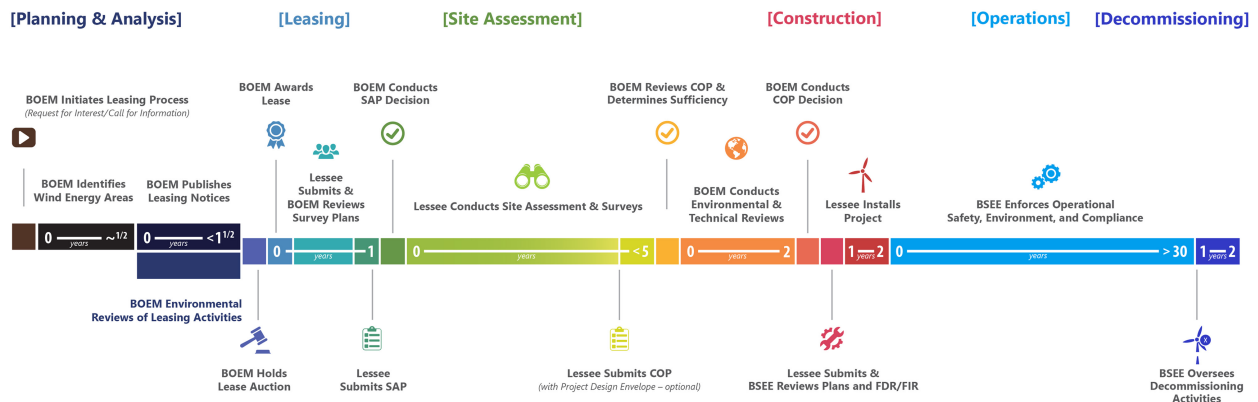 [Planning & Analysis]
[Leasing]
[Site Assessment]
[Construction]
[Operations]
[Decommissioning]
BOEM Initiates Leasing Process
(Request for Interest/Call for Information)
BOEM Awards
Lease
BOEM Conducts
SAP Decision
BOEM Reviews COP &
Determines Sufficiency
BOEM Conducts
COP Decision
BOEM Identifies
Wind Energy Areas
BOEM Publishes
Leasing Notices
Lessee
Submits &
BOEM Reviews
Survey Plans
Lessee Conducts Site Assessment & Surveys
BOEM Conducts
Environmental &
Technical Reviews
Lessee Installs
Project
BSEE Enforces Operational
Safety, Environment, and Compliance
0 ~1/2
years
0 <1 1/2
years
0 1
years
0 <5
years
0 2
years
1 2
years
0 > 30
years
1 2
years
BOEM Environmental
Reviews of Leasing Activities
BOEM Holds
Lease Auction
Lessee
Submits SAP
Lessee Submits COP
(with Project Design Envelope – optional)
Lessee Submits &
BSEE Reviews Plans and FDR/FIR
x
BSEE Oversees
Decommissioning
Activities